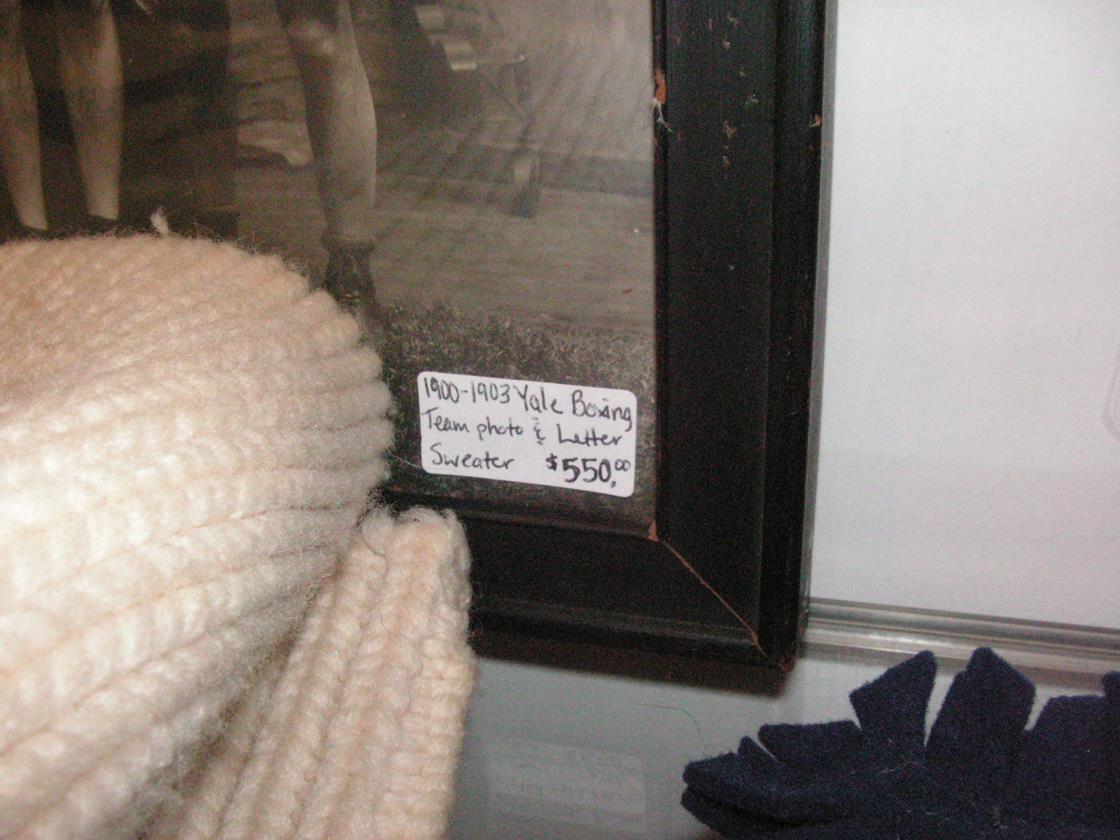 1900-1903 Yale Boxing
Team photo & Letter
Sweater $550.00